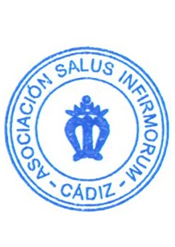 ASOCIACIÓN SALUS INFIRMORUM
- CÁDIZ -